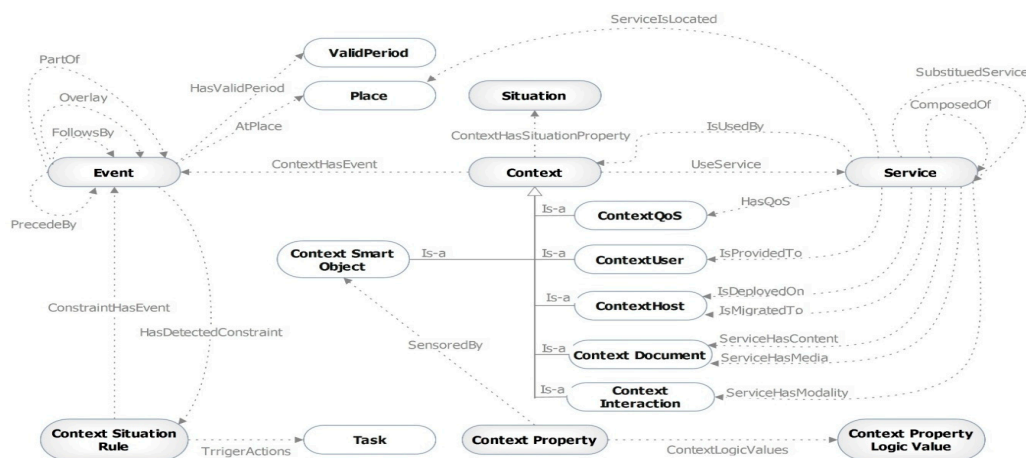 ServiceIsLocated
PartOf
ValidPeriod
SubstituedService
HasValidPeriod
Overlay
Place
Situation
ComposedOf
FollowsBy
AtPlace
ContextHasSituationProperty
IsUsedBy
ContextHasEvent
UseService
Event
Context
Service
Is-a
ContextQoS
HasQoS
PrecedeBy
Context Smart
Object
Is-a
Is-a
ContextUser
IsProvidedTo
Is-a
ContextHost
IsDeployedOn
IsMigratedTo
ConstraintHasEvent
HasDetectedConstraint
SensoredBy
Is-a
Context Document
ServiceHasContent
ServiceHasMedia
Is-a
Context
Interaction
ServiceHasModality
Context Situation
Rule
TrrigerActions
Task
Context Property
ContextLogicValues
Context Property
Logic Value